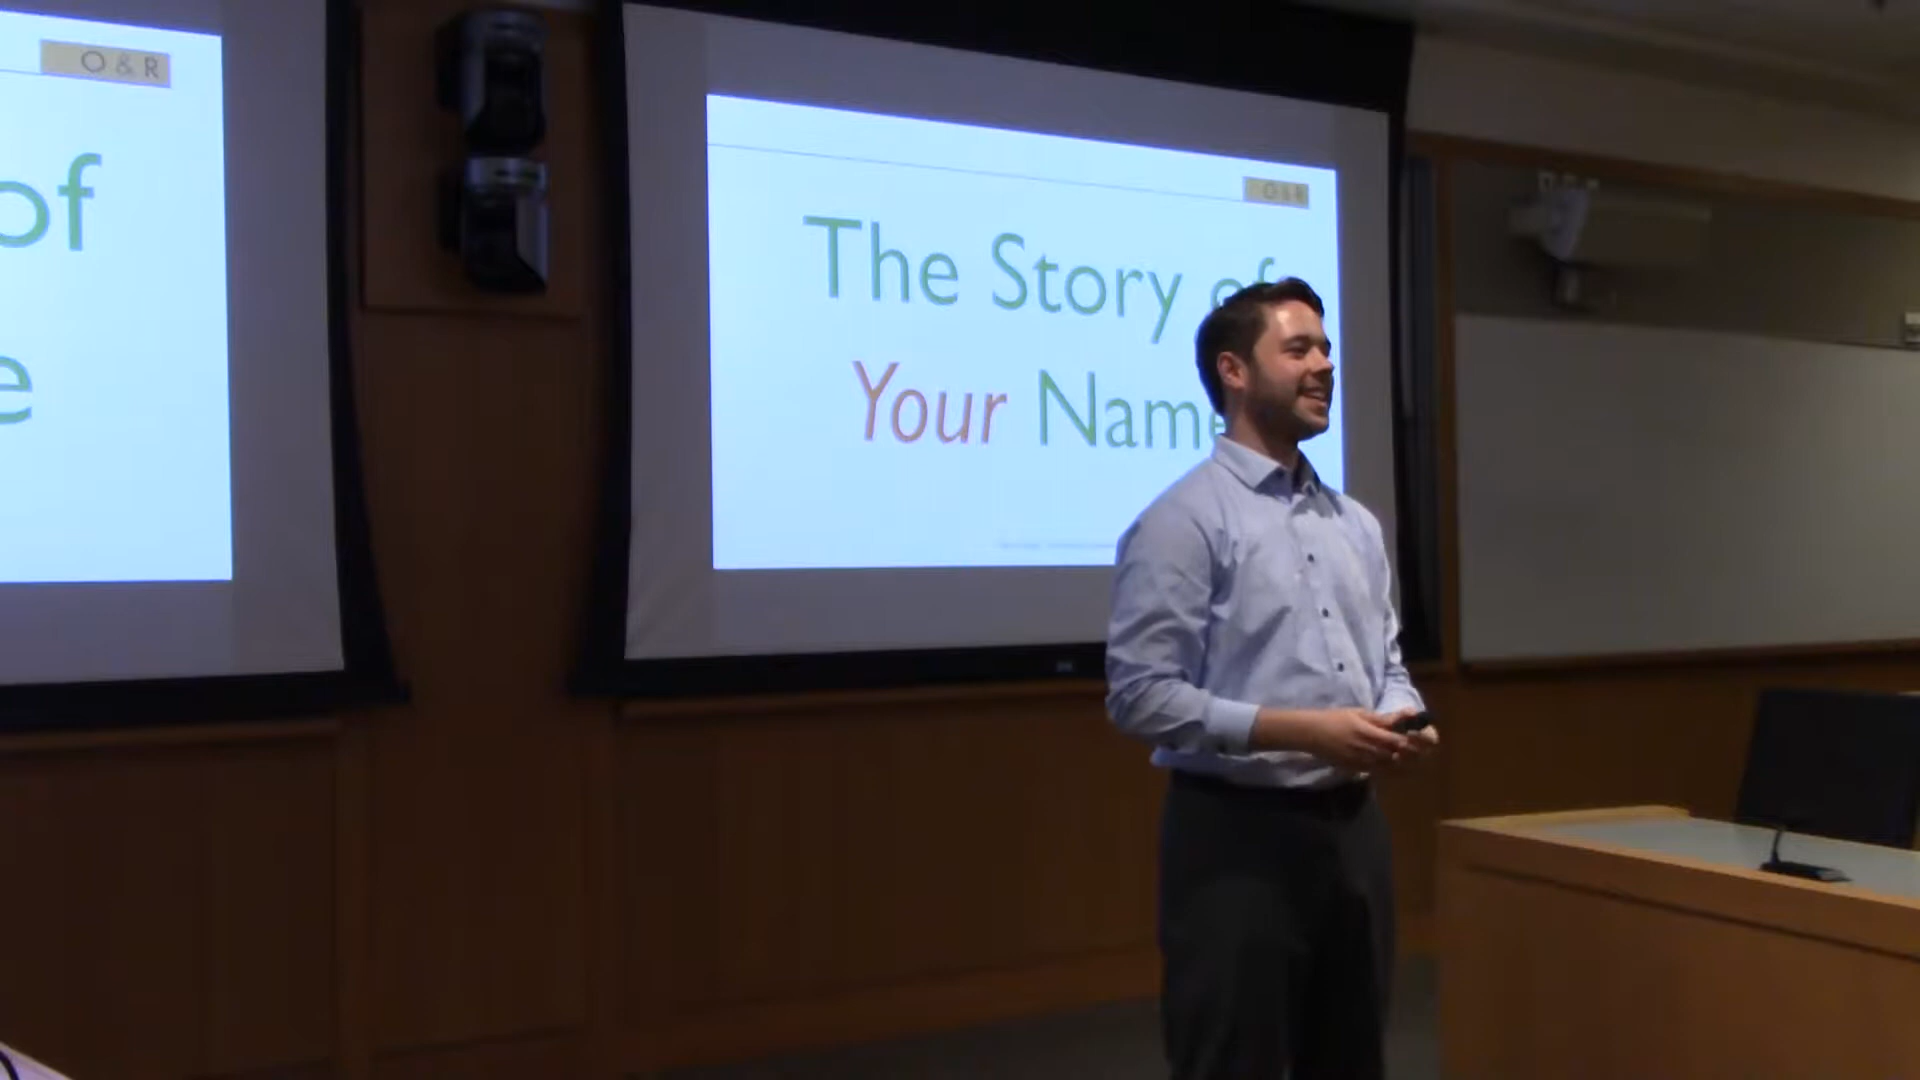 O & R
of
e
O & R
The Story of
Your Name